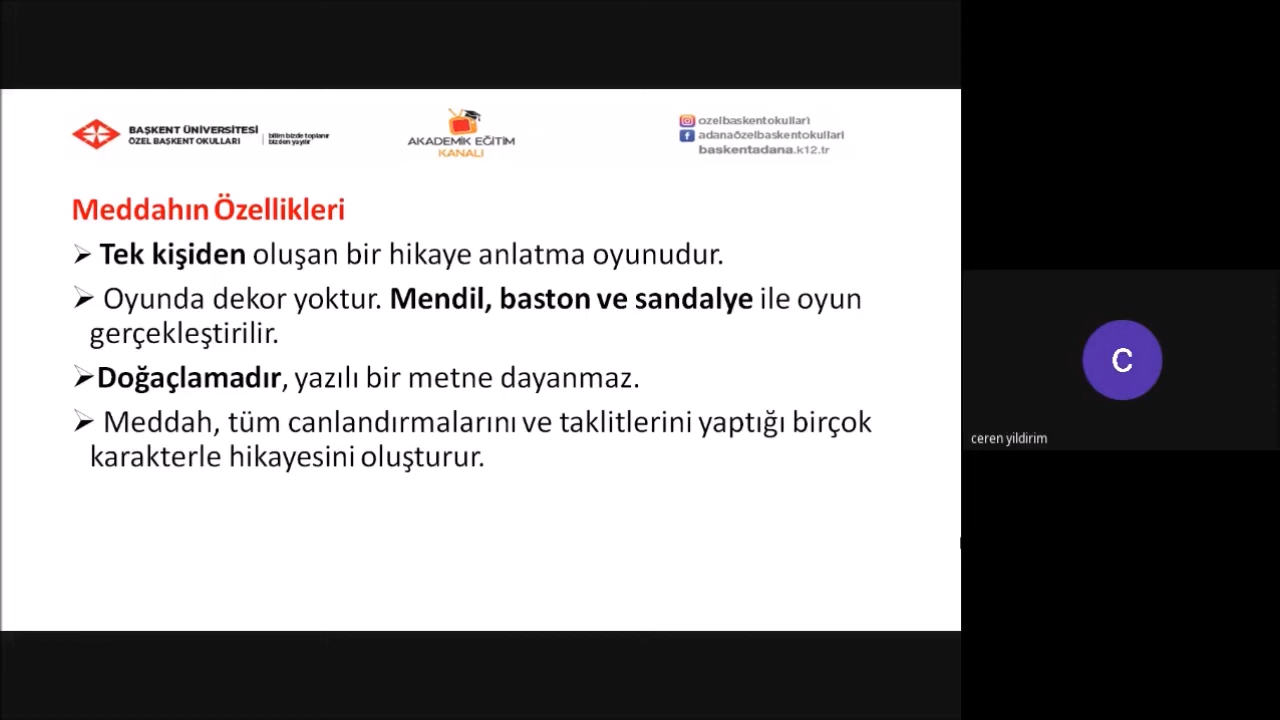 BAŞKENT ÜNİVERSİTESİ
ÖZEL BAŞKENT OKULLARI
bilim bizde toplanır
bizden yayılır
AKADEMİK EĞİTİM
KANALI
ozelbaskentokullari
adanaözelbaskentokullari
baskentadana.k12.tr
Meddahın Özellikleri
➢ Tek kişiden oluşan bir hikaye anlatma oyunudur.
➢ Oyunda dekor yoktur. Mendil, baston ve sandalye ile oyun
gerçekleştirilir.
➢Doğaçlamadır, yazılı bir metne dayanmaz.
➢ Meddah, tüm canlandırmalarını ve taklitlerini yaptığı birçok
karakterle hikayesini oluşturur.
C
ceren yildirim